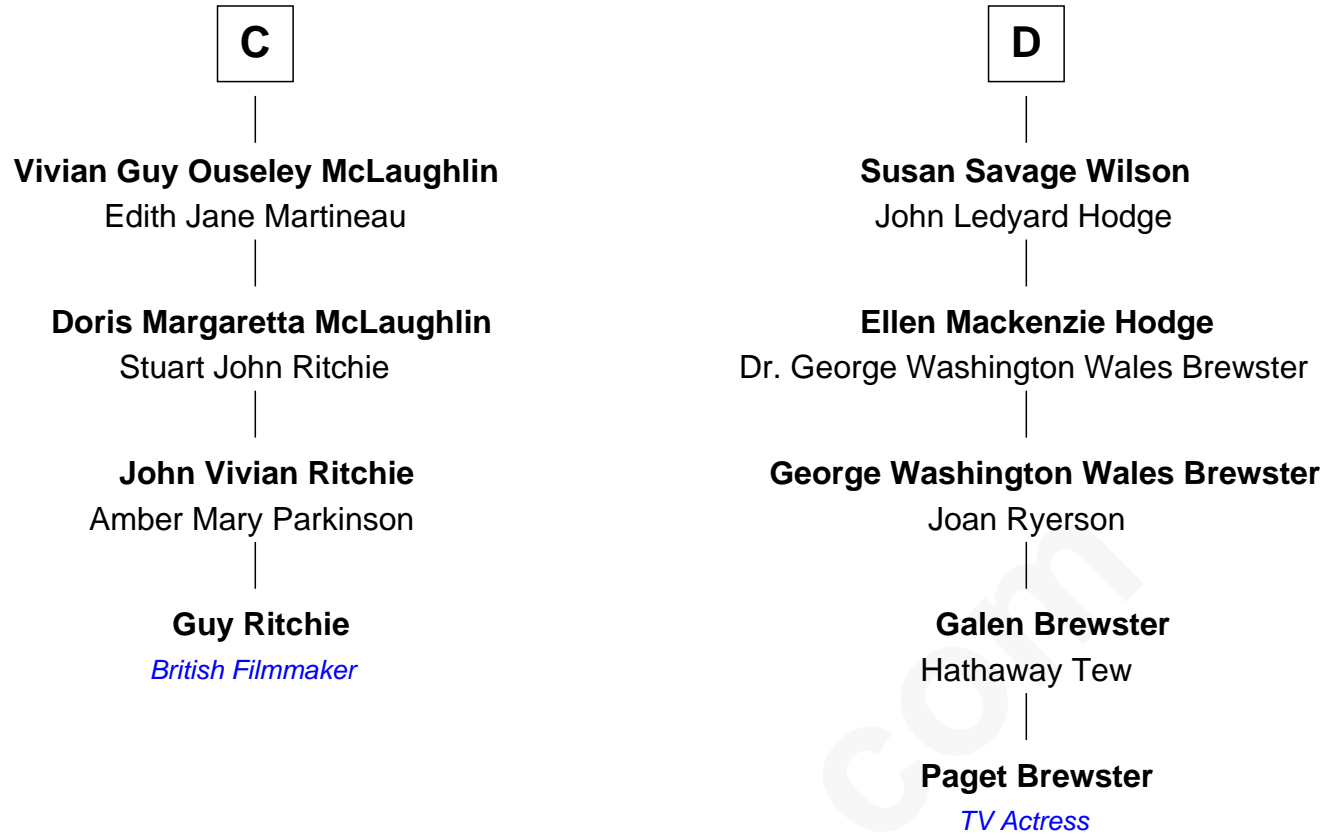 C
Vivian Guy Ouseley McLaughlin
Edith Jane Martineau
Doris Margaretta McLaughlin
Stuart John Ritchie
John Vivian Ritchie
Amber Mary Parkinson
Guy Ritchie
British Filmmaker
D
Susan Savage Wilson
John Ledyard Hodge
Ellen Mackenzie Hodge
Dr. George Washington Wales Brewster
George Washington Wales Brewster
Joan Ryerson
Galen Brewster
Hathaway Tew
Paget Brewster
TV Actress
com